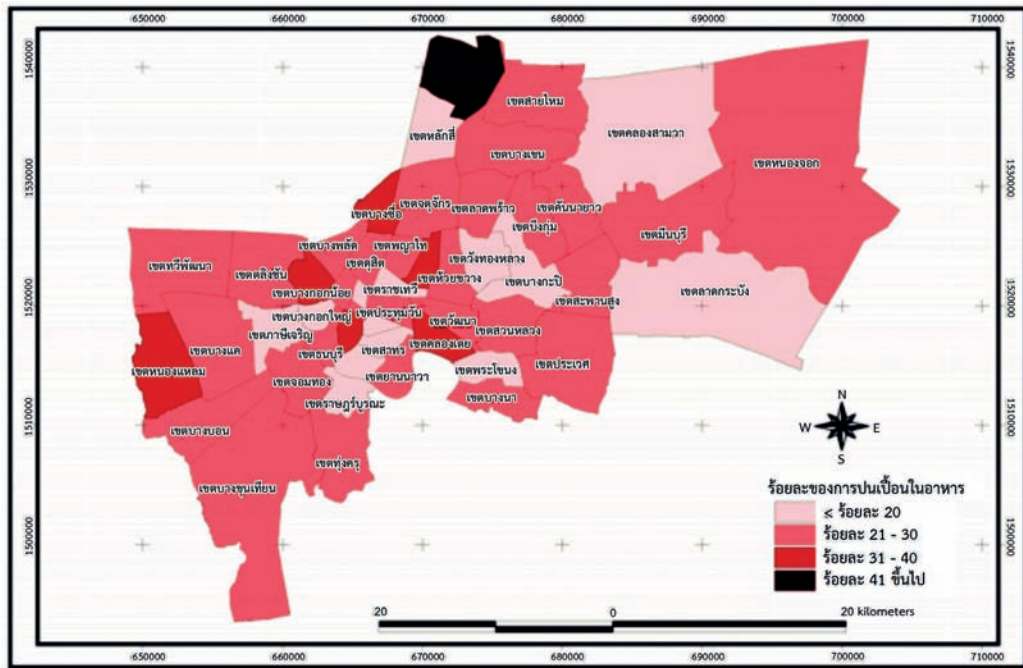 650000 660000 670000 680000 690000 700000 710000
1540000 1540000
เขตสายไหม
เขตหลักสี่ เขตคลองสามวา
เขตบางเขน
เขตหนองจอก
1530000 1530000
เขตบางซื่อ เขตจตุจักร เขตลาดพร้าว เขตคันนายาว
เขตบึงกุ่ม เขตมีนบุรี
เขตบางพลัด เขตพญาไท
เขตทวีพัฒนา เขตตลิ่งชัน เขตดุสิต เขตวังทองหลาง
เขตห้วยขวาง เขตบางกะปิ
เขตบางกอกน้อย เขตราชเทวี เขตลาดกระบัง
1520000 เขตสะพานสูง 1520000
เขตบางกอกใหญ่ เขตประทุมวัน เขตวัฒนา เขตสวนหลวง
เขตภาษีเจริญ
เขตบางแค เขตธนบุรี เขตสาทร เขตคลองเตย
เขตหนองแหลม เขตพระโขนง เขตประเวศ
เขตจอมทอง เขตยานนาวา
เขตราษฎร์บูรณะ เขตบางนา
1510000 เขตบางบอน 1510000
N
W E
S
เขตทุ่งครุ
เขตบางขุนเทียน
ร้อยละของการปนเปื้อนในอาหาร
≤ ร้อยละ 20
ร้อยละ 21 - 30
ร้อยละ 31 - 40
ร้อยละ 41 ขึ้นไป
1500000 1500000
20 0 20 kilometers
650000 660000 670000 680000 690000 700000 710000